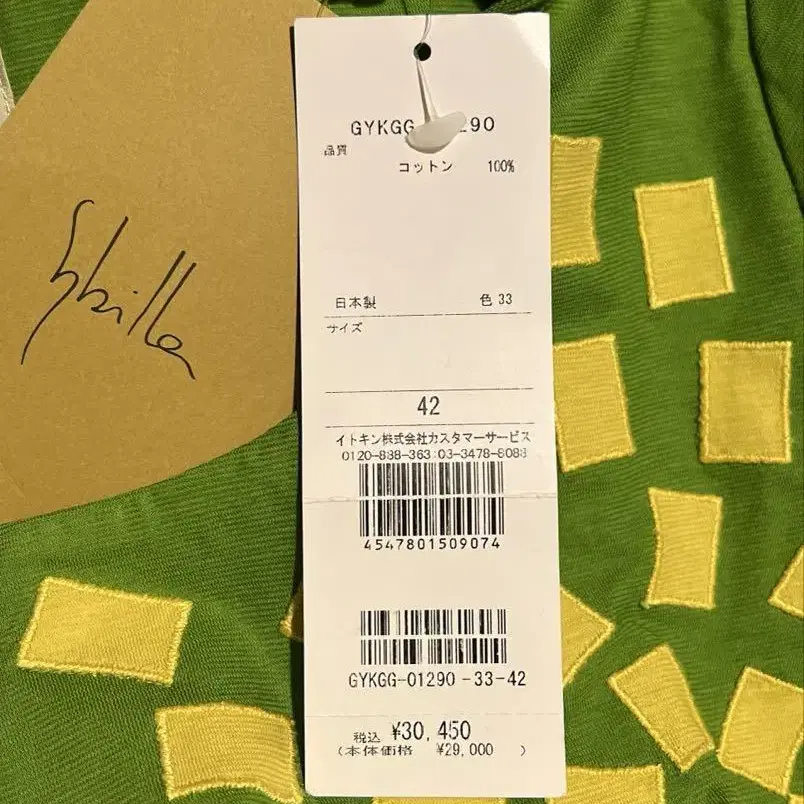 Sybilla
GYKGG 290
品質
コットン 100%
日本製 色 33
サイズ
42
イトキン株式会社カスタマーサービス
0120-888-363:03-3478-8088
4547801509074
GYKGG-01290-33-42
税込 ¥30,450
(本体価格 ¥29,000 )